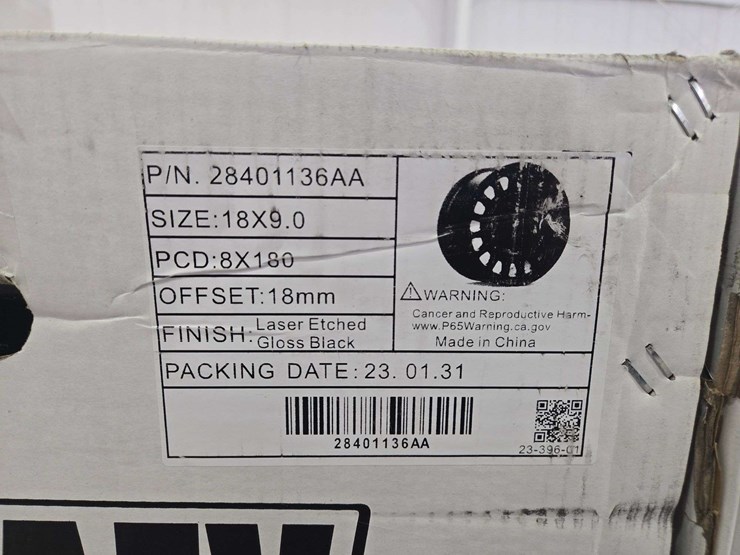 P/N. 28401136AA
SIZE:18X9.0
PCD:8X180
OFFSET:18mm
FINISH: Laser Etched
Gloss Black
WARNING:
Cancer and Reproductive Harm-
www.P65Warning.ca.gov
Made in China
PACKING DATE: 23. 01.31
28401136AA
23-396-01